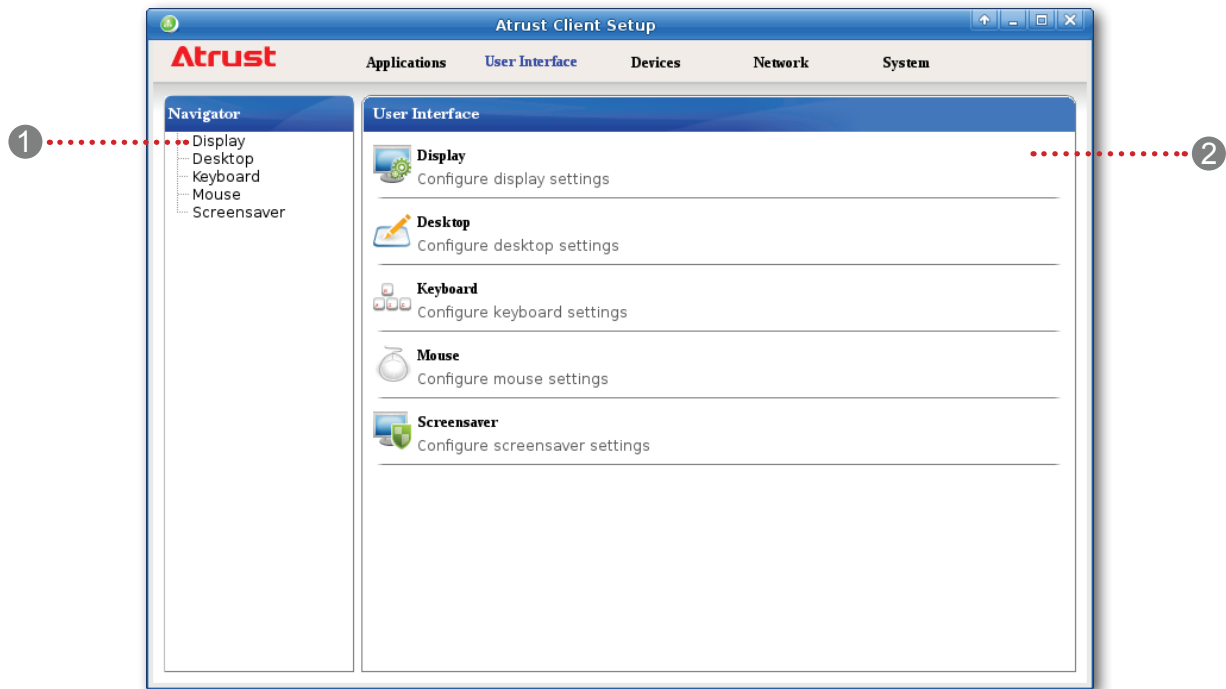 Atrust Client Setup
Atrust
Applications User Interface Devices Network System
Navigator
Display
Desktop
Keyboard
Mouse
Screensaver
User Interface
Display
Configure display settings
Desktop
Configure desktop settings
Keyboard
Configure keyboard settings
Mouse
Configure mouse settings
Screensaver
Configure screensaver settings
1
2